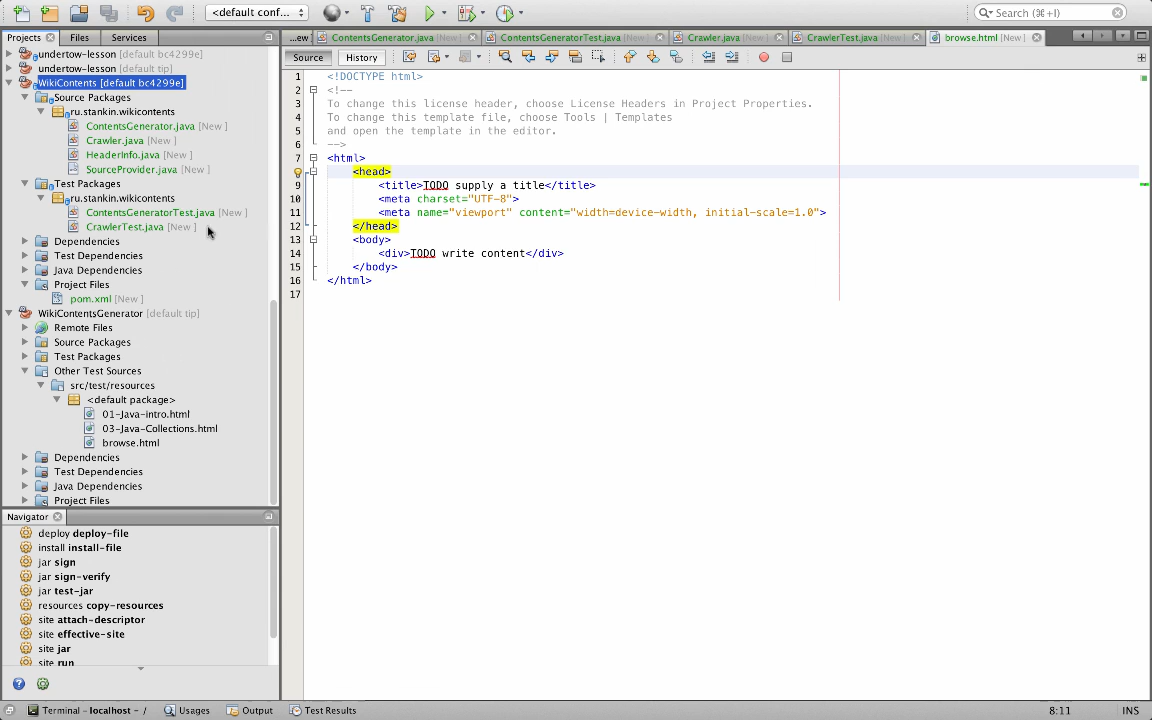 <default conf...
Search (⌘+I)
Projects
Files
Services
...ew
ContentsGenerator.java [New ]
ContentsGeneratorTest.java [New ]
Crawler.java [New ]
CrawlerTest.java [New ]
browse.html [New ]
undertow-lesson [default bc4299e]
undertow-lesson [default tip]
WikiContents [default bc4299e]
Source Packages
ru.stankin.wikicontents
ContentsGenerator.java [New ]
Crawler.java [New ]
HeaderInfo.java [New ]
SourceProvider.java [New ]
Test Packages
ru.stankin.wikicontents
ContentsGeneratorTest.java [New ]
CrawlerTest.java [New ]
Dependencies
Test Dependencies
Java Dependencies
Project Files
pom.xml [New ]
WikiContentsGenerator [default tip]
Remote Files
Source Packages
Test Packages
Other Test Sources
src/test/resources
<default package>
01-Java-intro.html
03-Java-Collections.html
browse.html
Dependencies
Test Dependencies
Java Dependencies
Project Files
Source
History
1 <!DOCTYPE html>
2 <!--
3 To change this license header, choose License Headers in Project Properties.
4 To change this template file, choose Tools | Templates
5 and open the template in the editor.
6 -->
7 <html>
<head>
9 <title>TODO supply a title</title>
10 <meta charset="UTF-8">
11 <meta name="viewport" content="width=device-width, initial-scale=1.0">
12 </head>
13 <body>
14 <div>TODO write content</div>
15 </body>
16 </html>
17
Navigator
deploy deploy-file
install install-file
jar sign
jar sign-verify
jar test-jar
resources copy-resources
site attach-descriptor
site effective-site
site jar
site run
Terminal - localhost - /
Usages
Output
Test Results
8:11
INS